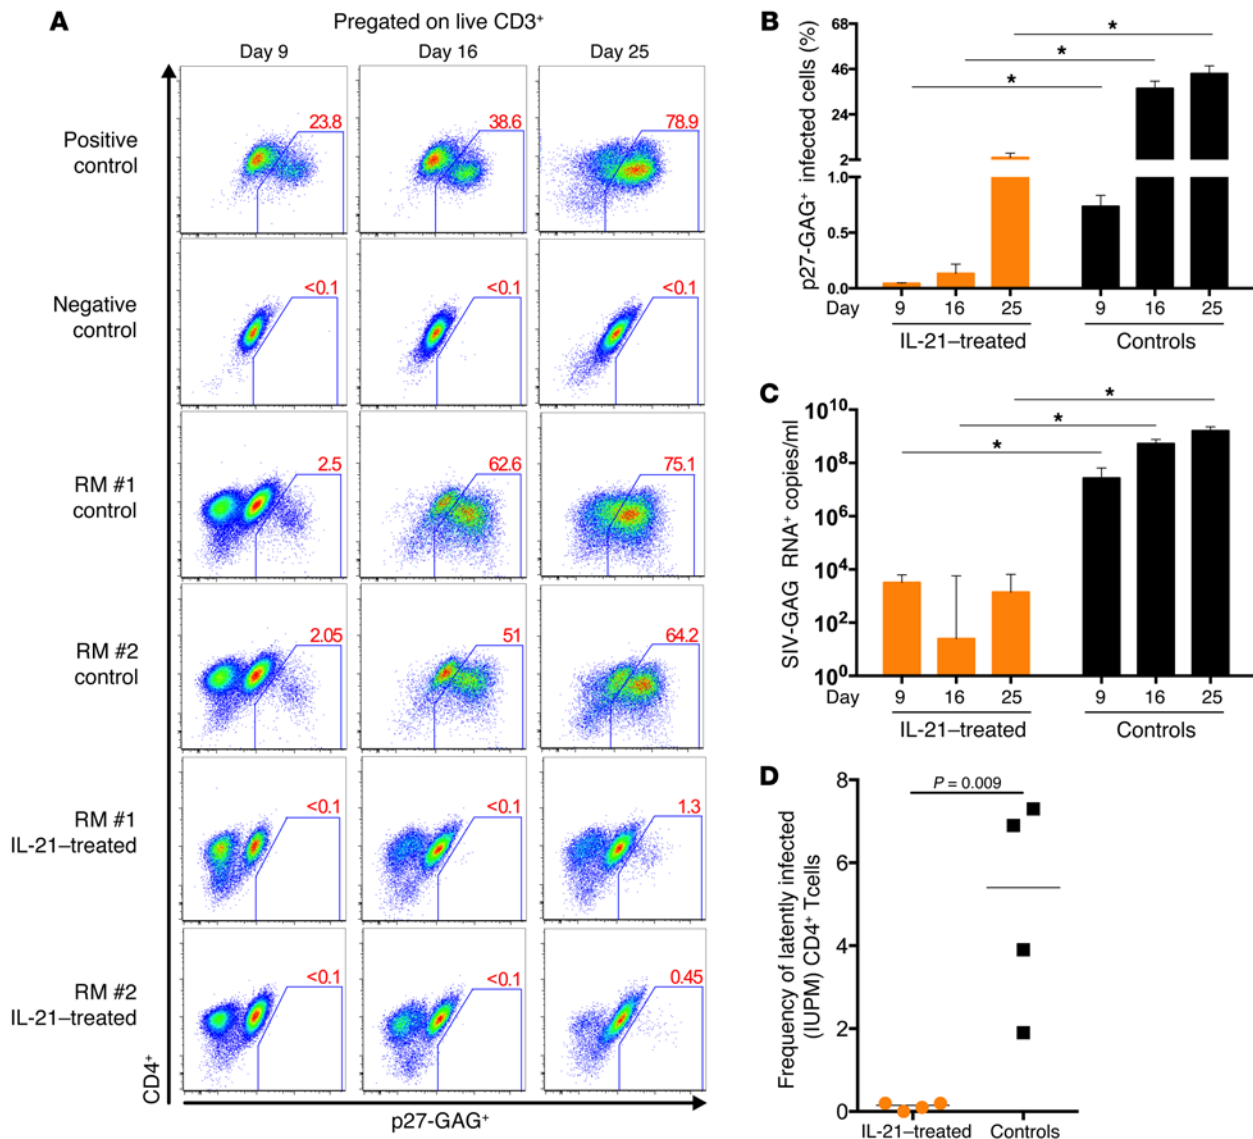 A
Pregated on live CD3⁺
Day 9 Day 16 Day 25
Positive
control
23.8 38.6 78.9
Negative
control
<0.1 <0.1 <0.1
RM #1
control
2.5 62.6 75.1
RM #2
control
2.05 51 64.2
RM #1
IL-21–treated
<0.1 <0.1 1.3
RM #2
IL-21–treated
<0.1 <0.1 0.45
CD4⁺
p27-GAG⁺
B
p27-GAG⁺ infected cells (%)
68
46
24
2
1.0
0.5
0.0
* * *
Day 9 16 25 9 16 25
IL-21–treated Controls
C
SIV-GAG RNA⁺ copies/ml
10¹⁰
10⁸
10⁶
10⁴
10²
10⁰
* * *
Day 9 16 25 9 16 25
IL-21–treated Controls
D
Frequency of latently infected
(IUPM) CD4⁺ Tcells
8
6
4
2
0
P = 0.009
IL-21–treated Controls